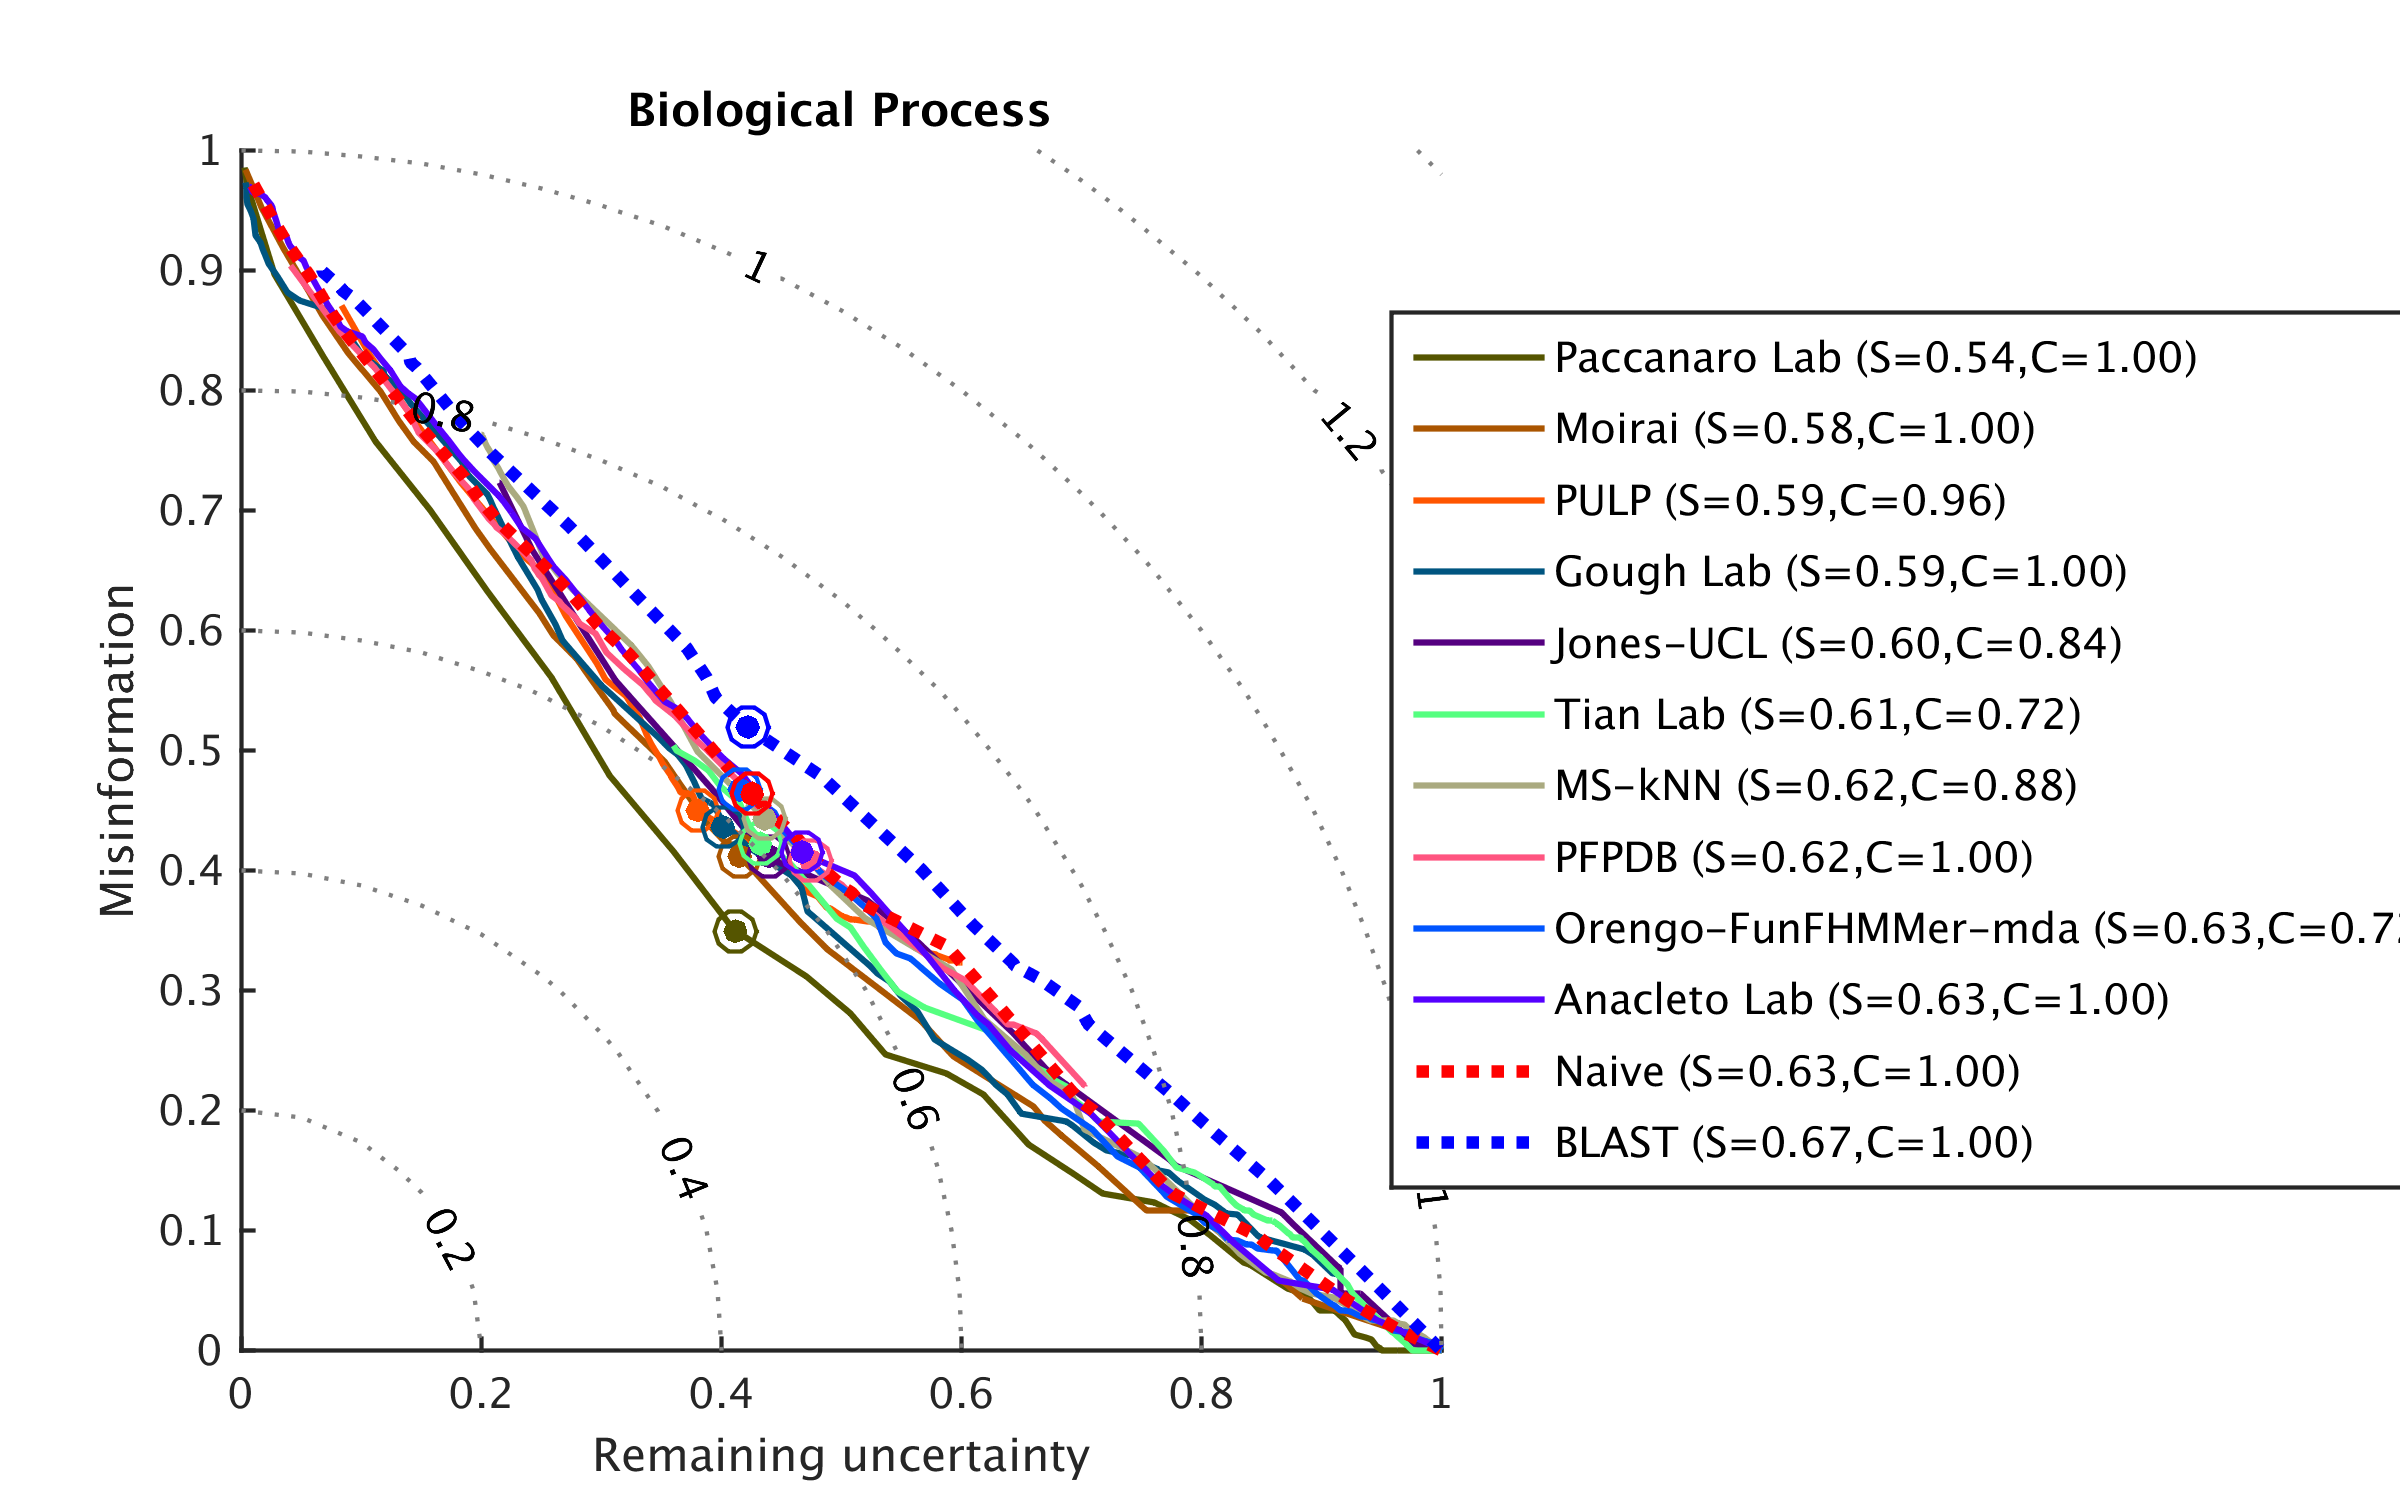 Biological Process
1
0.9
0.8
0.7
0.6
0.5
0.4
0.3
0.2
0.1
0
Misinformation
0 0.2 0.4 0.6 0.8 1
Remaining uncertainty
1
1.2
0.8
0.6
0.4
0.2
0.8
1
Paccanaro Lab (S=0.54,C=1.00)
Moirai (S=0.58,C=1.00)
PULP (S=0.59,C=0.96)
Gough Lab (S=0.59,C=1.00)
Jones-UCL (S=0.60,C=0.84)
Tian Lab (S=0.61,C=0.72)
MS-kNN (S=0.62,C=0.88)
PFPDB (S=0.62,C=1.00)
Orengo-FunFHMMer-mda (S=0.63,C=0.7
Anacleto Lab (S=0.63,C=1.00)
Naive (S=0.63,C=1.00)
BLAST (S=0.67,C=1.00)